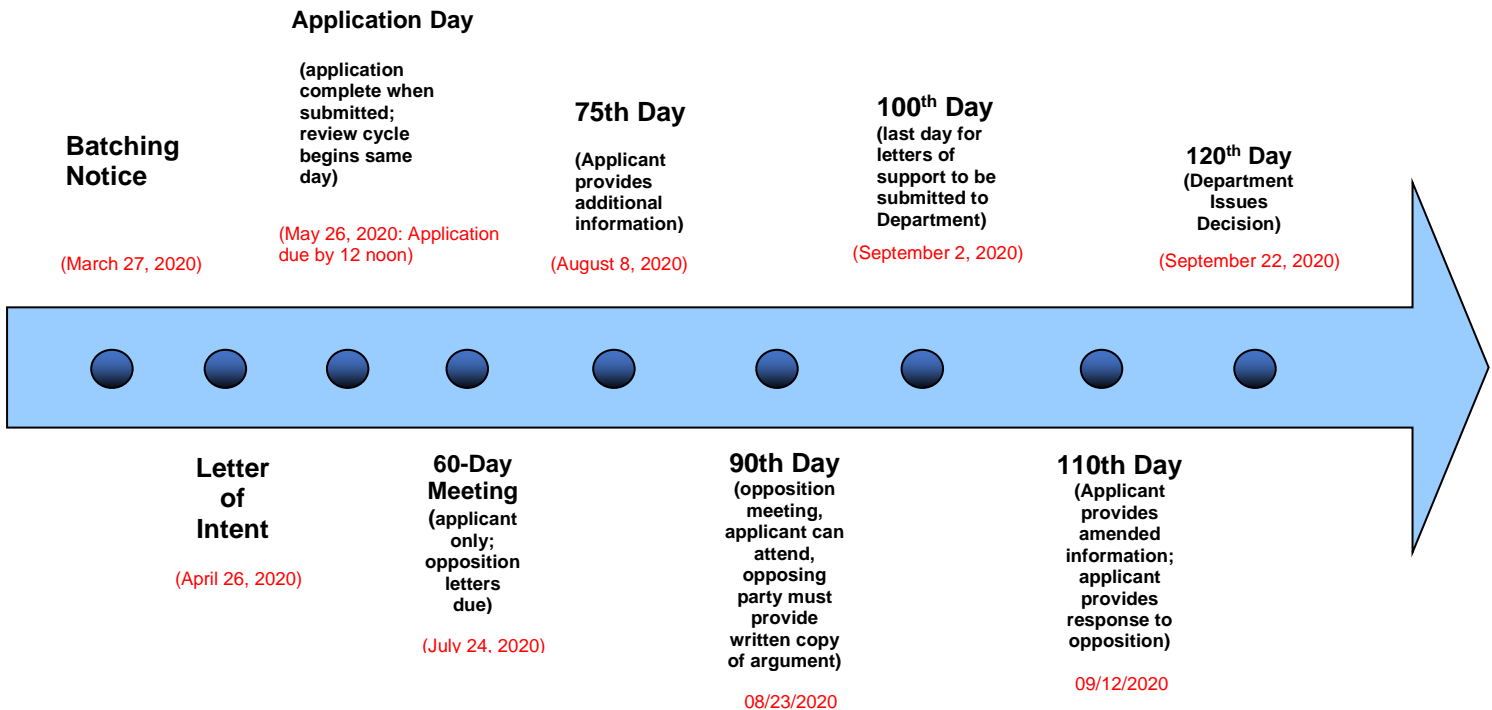 Batching
Notice
(March 27, 2020)
Letter
of
Intent
(April 26, 2020)
Application Day
(application
complete when
submitted;
review cycle
begins same
day)
(May 26, 2020: Application
due by 12 noon)
60-Day
Meeting
(applicant
only;
opposition
letters
due)
(July 24, 2020)
75th Day
(Applicant
provides
additional
information)
(August 8, 2020)
90th Day
(opposition
meeting,
applicant can
attend,
opposing
party must
provide
written copy
of argument)
08/23/2020
100th Day
(last day for
letters of
support to be
submitted to
Department)
(September 2, 2020)
110th Day
(Applicant
provides
amended
information;
applicant
provides
response to
opposition)
09/12/2020
120th Day
(Department
Issues
Decision)
(September 22, 2020)